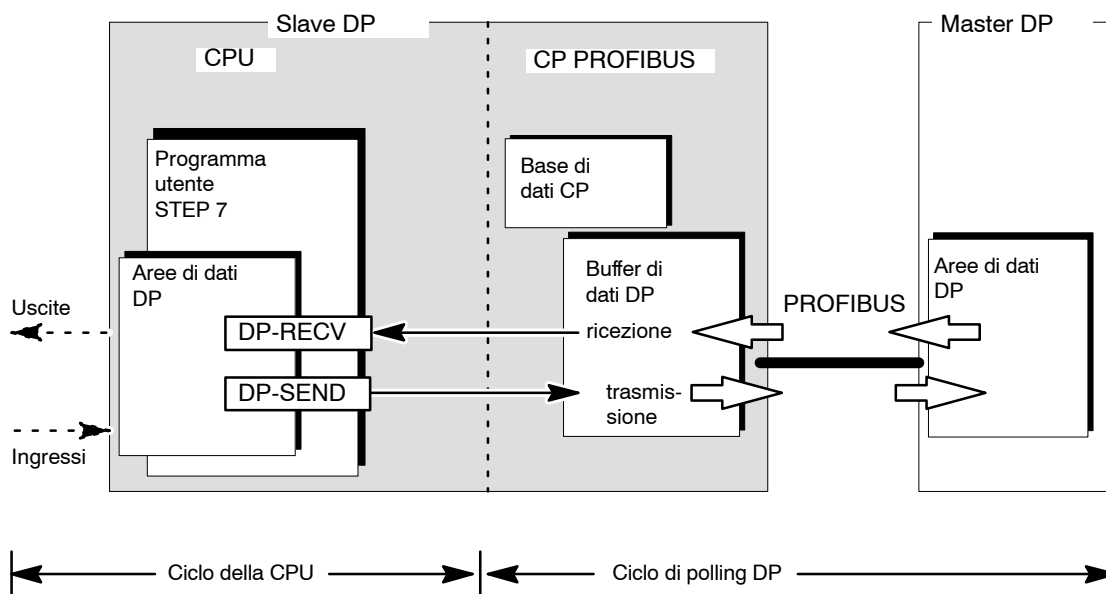 Slave DP
Master DP
CPU
CP PROFIBUS
Programma
utente
STEP 7
Base di
dati CP
Aree di dati
DP
Buffer di
dati DP
Aree di dati
DP
Uscite
PROFIBUS
DP-RECV
ricezione
DP-SEND
trasmis-
sione
Ingressi
Ciclo della CPU
Ciclo di polling DP